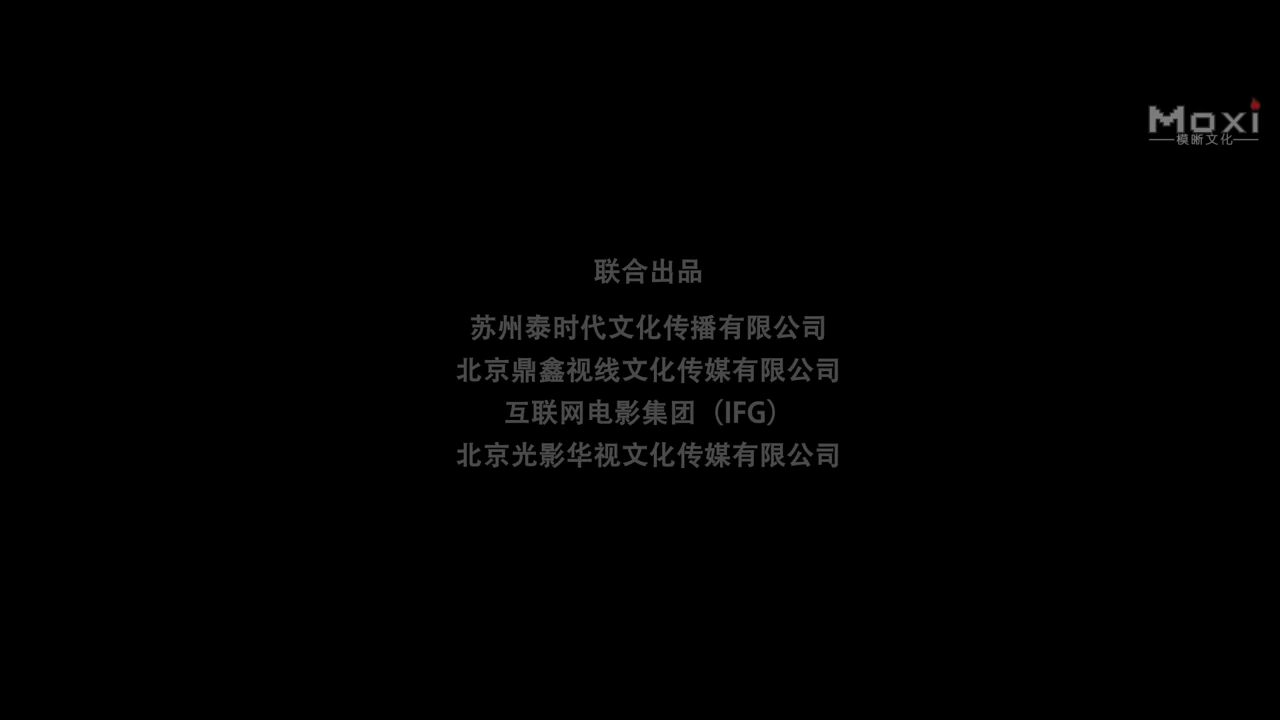 Moxi
模晰文化
联合出品
苏州泰时代文化传播有限公司
北京鼎鑫视线文化传媒有限公司
互联网电影集团（IFG）
北京光影华视文化传媒有限公司